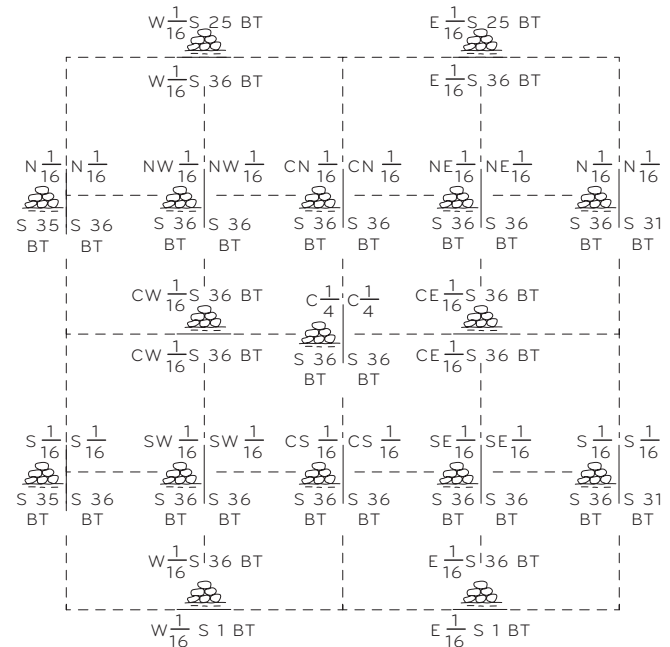 W 1/16 S 25 BT E 1/16 S 25 BT
W 1/16 S 36 BT E 1/16 S 36 BT
N 1/16 N 1/16 NW 1/16 NW 1/16 CN 1/16 CN 1/16 NE 1/16 NE 1/16 N 1/16 N 1/16
S 35 S 36 S 36 S 36 S 36 S 36 S 36 S 36 S 36 S 31
BT BT BT BT BT BT BT BT BT BT
CW 1/16 S 36 BT C 1/4 C 1/4 CE 1/16 S 36 BT
CW 1/16 S 36 BT S 36 S 36 CE 1/16 S 36 BT
BT BT
S 1/16 S 1/16 SW 1/16 SW 1/16 CS 1/16 CS 1/16 SE 1/16 SE 1/16 S 1/16 S 1/16
S 35 S 36 S 36 S 36 S 36 S 36 S 36 S 36 S 36 S 31
BT BT BT BT BT BT BT BT BT BT
W 1/16 S 36 BT E 1/16 S 36 BT
W 1/16 S 1 BT E 1/16 S 1 BT